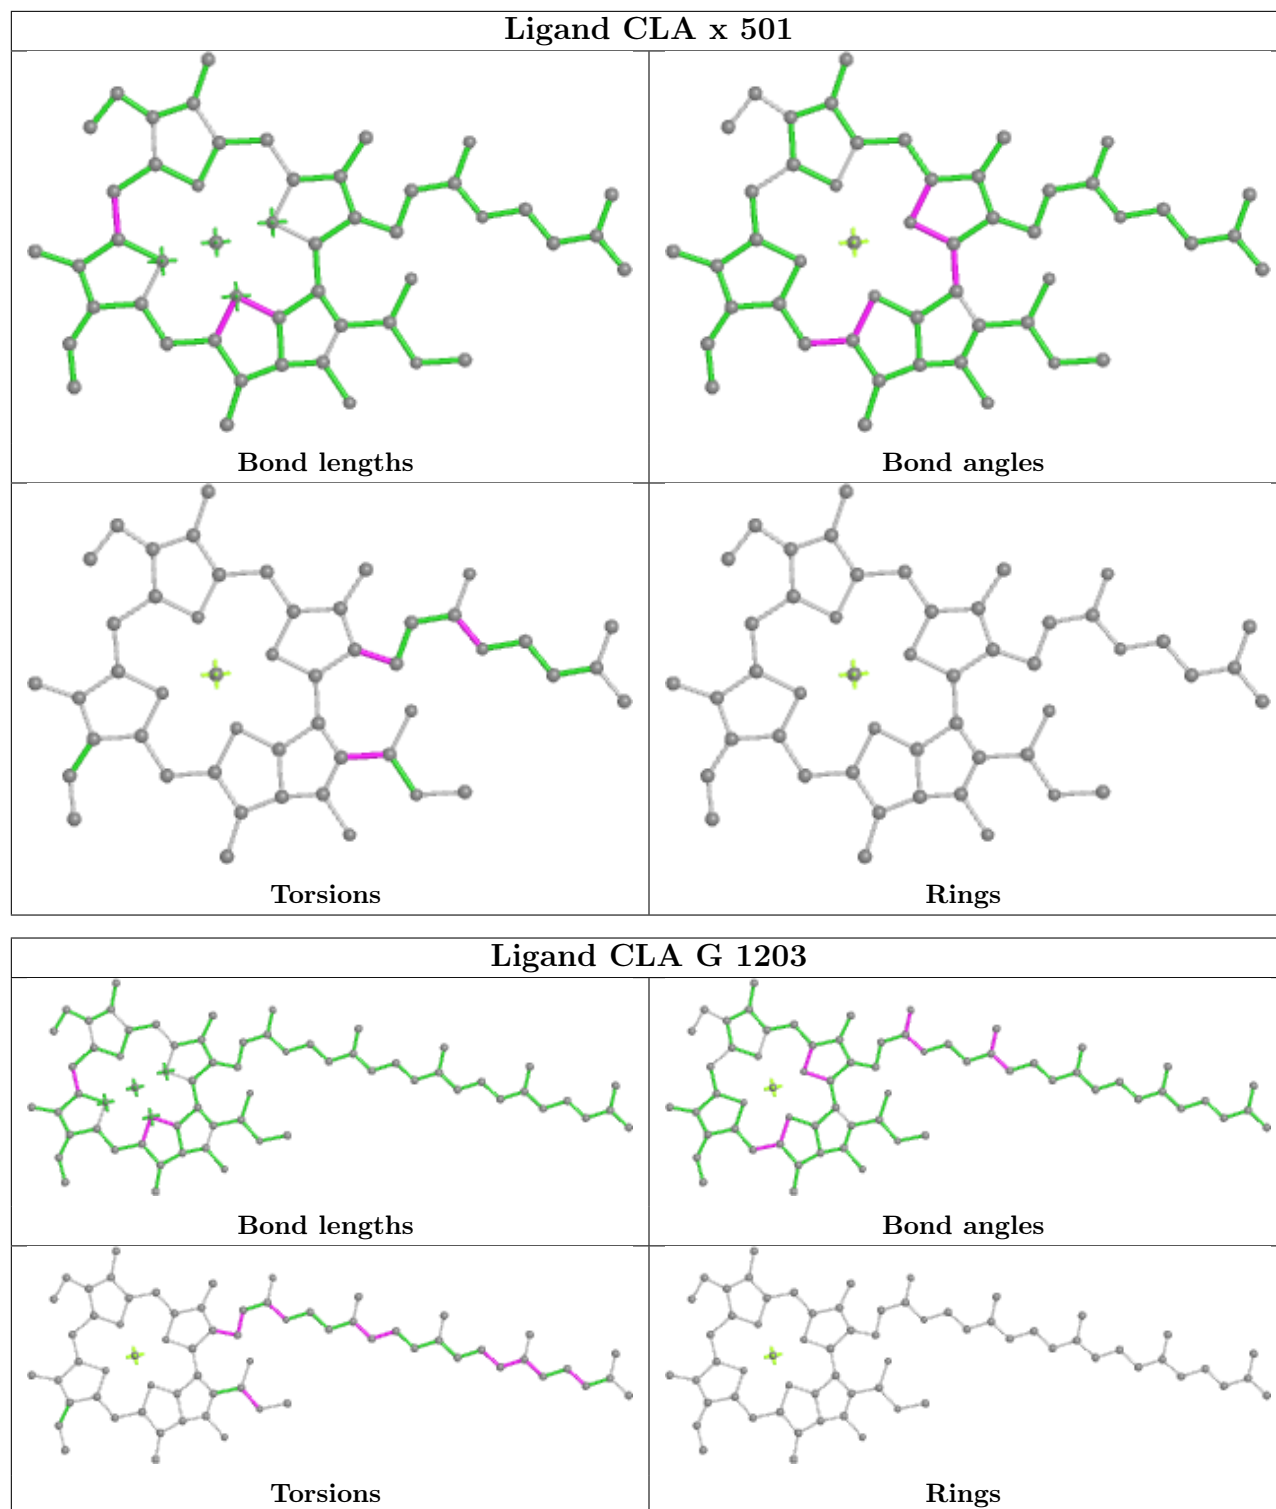 Ligand CLA x 501
Bond lengths
Bond angles
Torsions
Rings
Ligand CLA G 1203
Bond lengths
Bond angles
Torsions
Rings